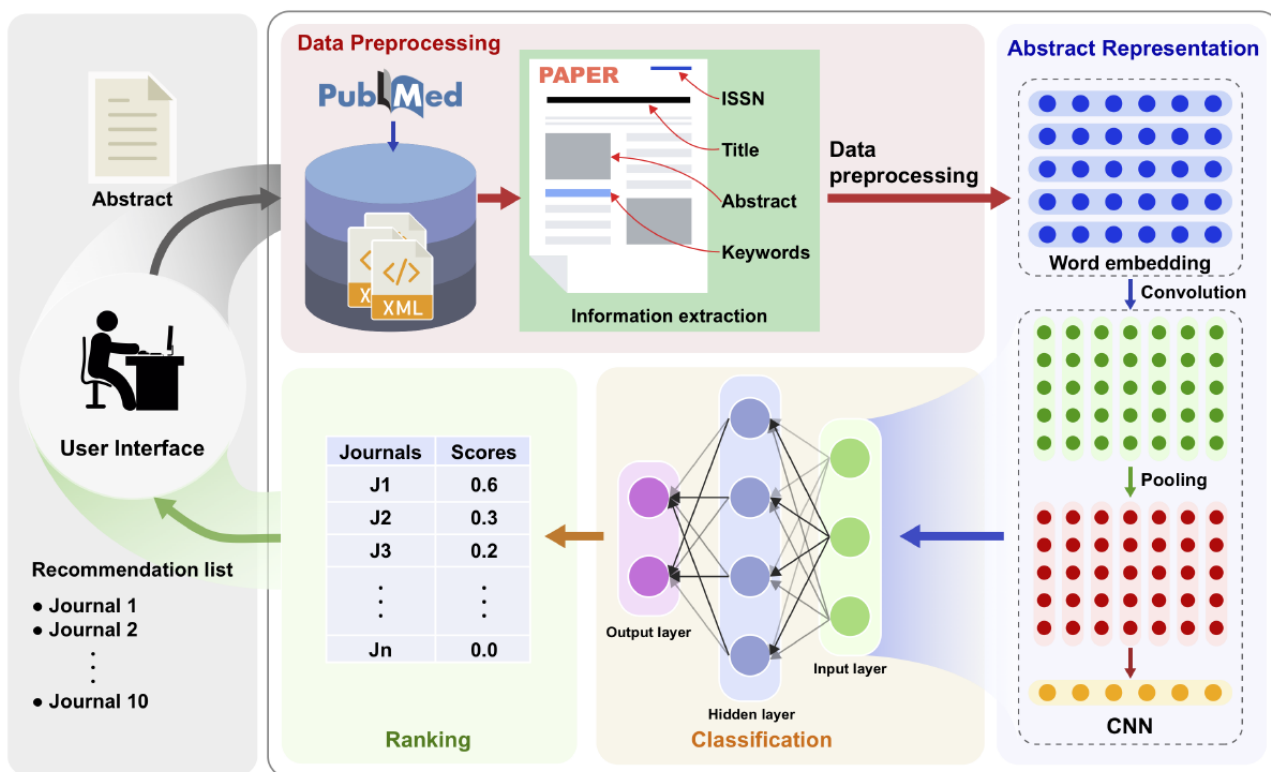 Abstract
User Interface
Recommendation list
● Journal 1
● Journal 2
⋮
● Journal 10
Data Preprocessing
PubMed
</>
</>
X
XML
PAPER
ISSN
Title
Abstract
Keywords
Information extraction
Data
preprocessing
Abstract Representation
Word embedding
Convolution
Pooling
CNN
Input layer
Hidden layer
Output layer
Classification
Journals Scores
J1 0.6
J2 0.3
J3 0.2
⋮ ⋮
Jn 0.0
Ranking